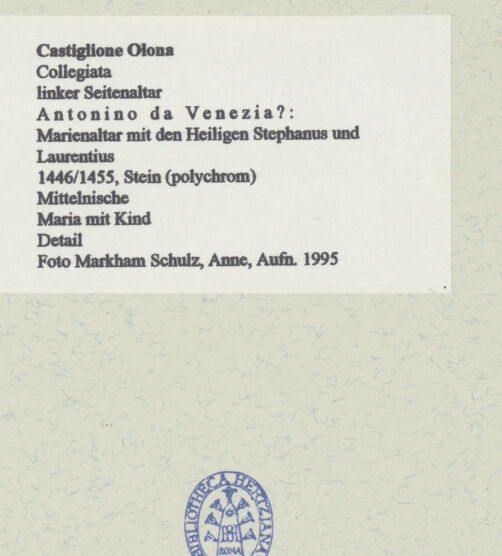 Castiglione Olona
Collegiata
linker Seitenaltar
Antonino da Venezia?:
Marienaltar mit den Heiligen Stephanus und
Laurentius
1446/1455, Stein (polychrom)
Mittelnische
Maria mit Kind
Detail
Foto Markham Schulz, Anne, Aufn. 1995
BIBLIOTHECA HERTZIANA
ROMA